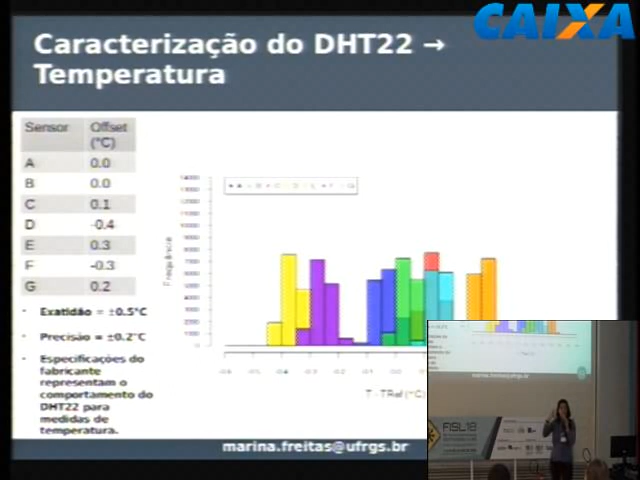 CAIXA
Caracterização do DHT22 →
Temperatura
Sensor Offset
(°C)
A 0.0
B 0.0
C 0.1
D -0.4
E 0.3
F -0.3
G 0.2
Exatidão = ±0.5°C
Precisão = ±0.2°C
Especificações do
fabricante
representam o
comportamento do
DHT22 para
medidas de
temperatura.
Frequência
T - TRef (°C)
marina.freitas@ufrgs.br
FISL18